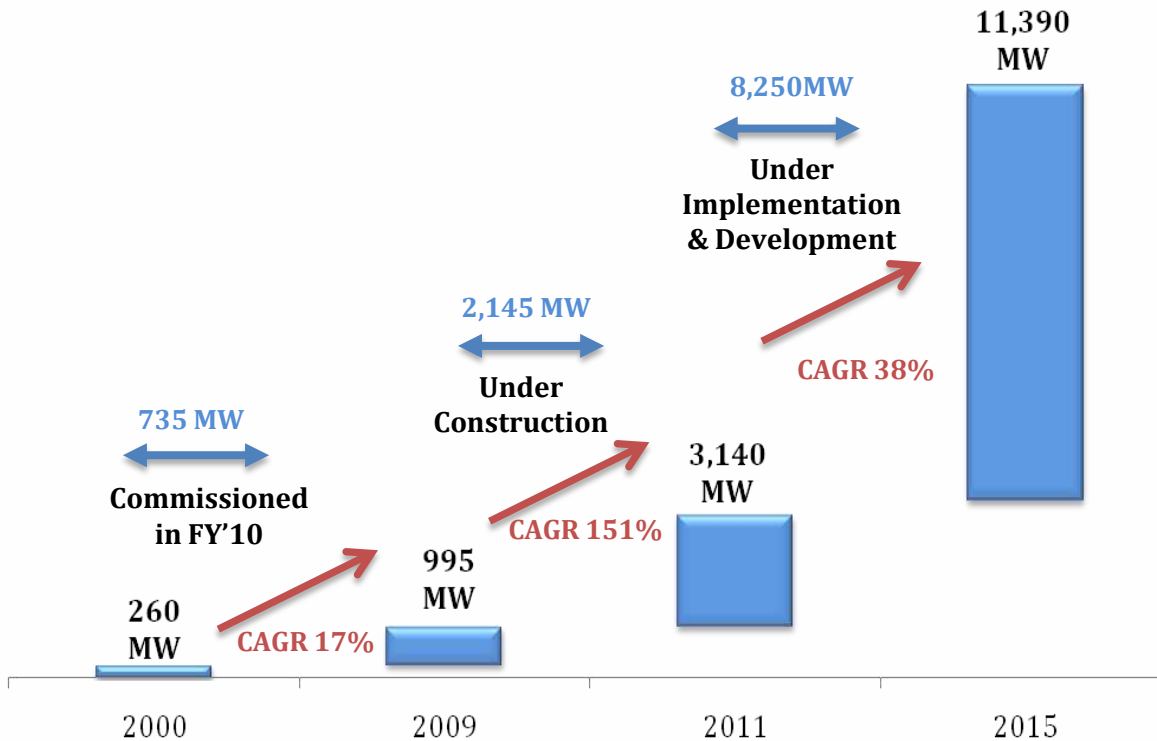 11,390
MW
8,250MW
Under
Implementation
& Development
CAGR 38%
2,145 MW
Under
Construction
3,140
MW
CAGR 151%
735 MW
Commissioned
in FY'10
995
MW
260
MW
CAGR 17%
2000
2009
2011
2015